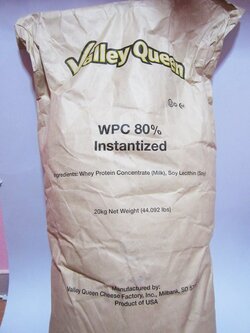 Valley Queen
WPC 80%
Instantized
Ingredients: Whey Protein Concentrate (Milk), Soy Lecithin (Soy)
20kg Net Weight (44.092 lbs)
Manufactured by:
Valley Queen Cheese Factory, Inc., Milbank, SD
Product of USA